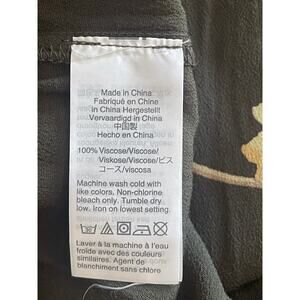 Made in China
Fabriqué en Chine
in China Hergestellt
Vervaardigd in China
中国製
Hecho en China
100% Viscose/Viscose/
Viskose/Viscose/ビス
コース/viscosa
Machine wash cold with
like colors. Non-chlorine
bleach only. Tumble dry
low. Iron on lowest setting.
Laver à la machine à l'eau
froide avec des couleurs
similaires. Agent de
blanchiment sans chlore